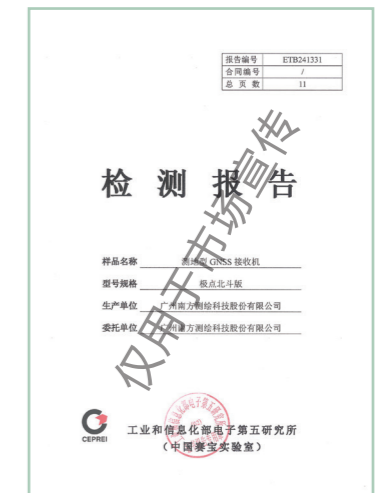 报告编号 ETB241331
合同编号 /
总页数 11
检测报告
样品名称 测地型 GNSS 接收机
型号规格 极点北斗版
生产单位 广州南方测绘科技股份有限公司
委托单位 广州南方测绘科技股份有限公司
仅用于市场宣传
CEPREI
工业和信息化部电子第五研究所
（中国赛宝实验室）